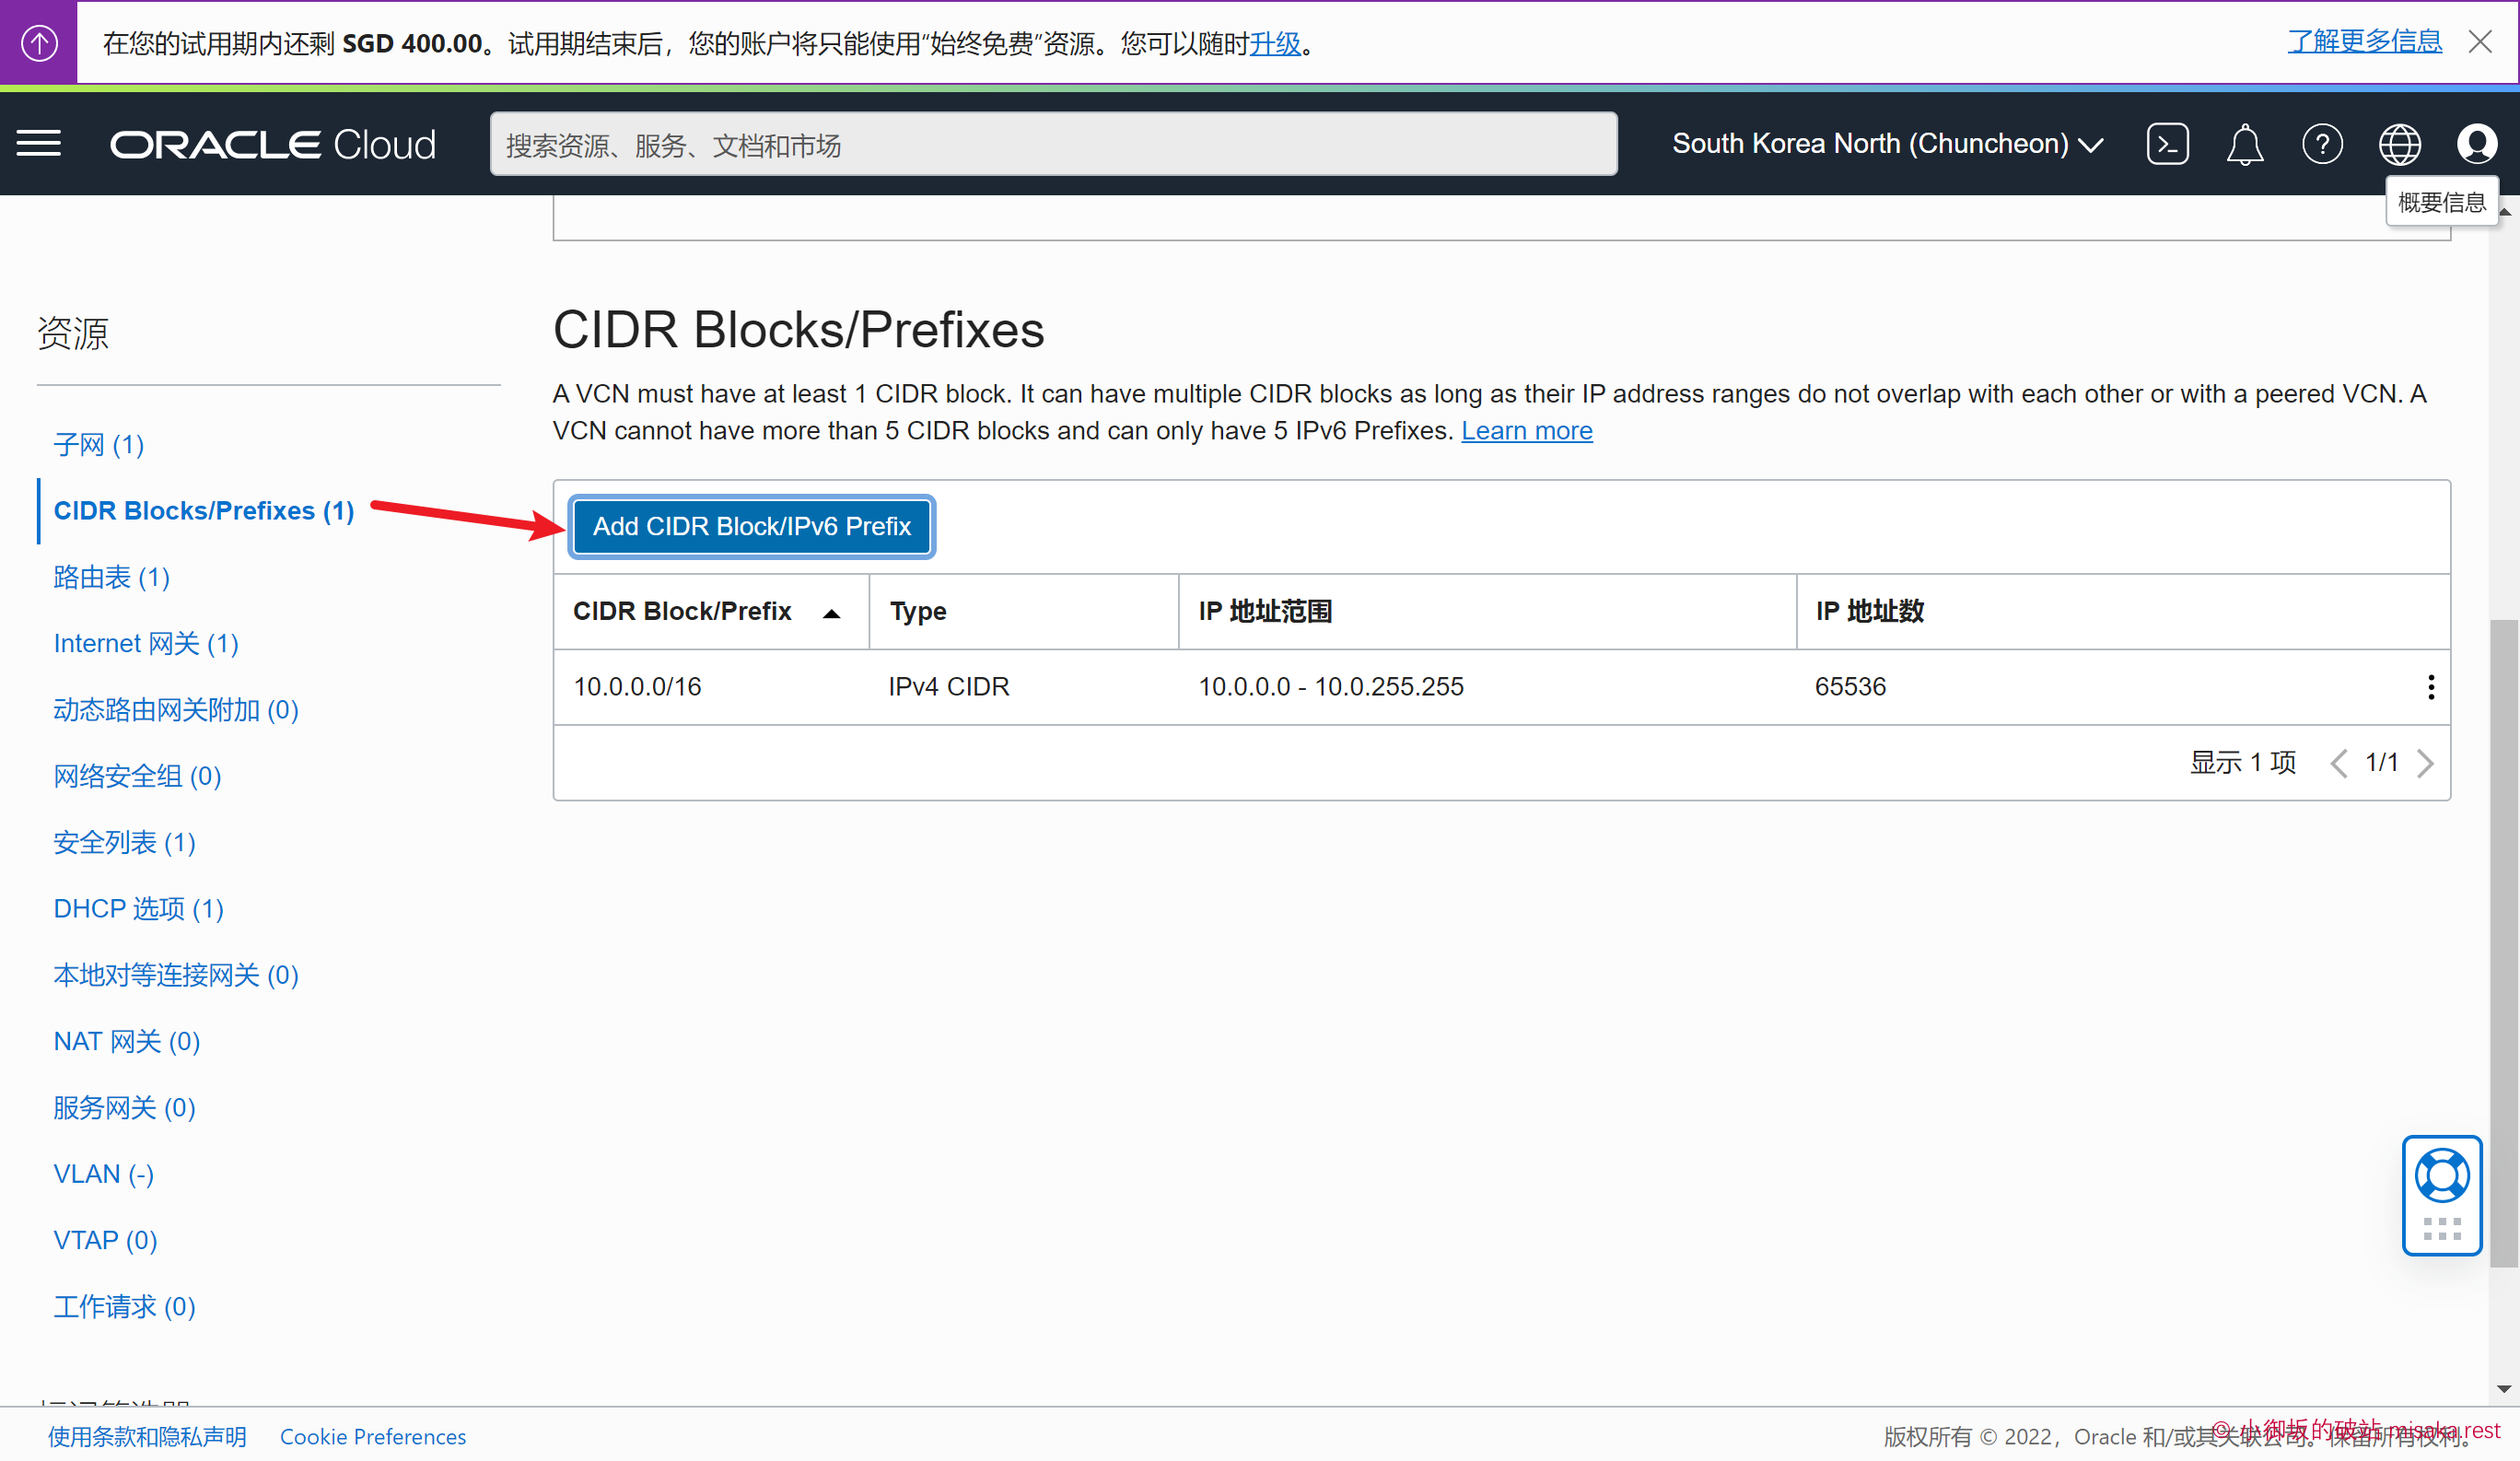 在您的试用期内还剩 SGD 400.00。试用期结束后，您的账户将只能使用“始终免费”资源。您可以随时升级。
了解更多信息
ORACLE Cloud
搜索资源、服务、文档和市场
South Korea North (Chuncheon)
概要信息
资源
子网 (1)
CIDR Blocks/Prefixes (1)
路由表 (1)
Internet 网关 (1)
动态路由网关附加 (0)
网络安全组 (0)
安全列表 (1)
DHCP 选项 (1)
本地对等连接网关 (0)
NAT 网关 (0)
服务网关 (0)
VLAN (-)
VTAP (0)
工作请求 (0)
CIDR Blocks/Prefixes
A VCN must have at least 1 CIDR block. It can have multiple CIDR blocks as long as their IP address ranges do not overlap with each other or with a peered VCN. A
VCN cannot have more than 5 CIDR blocks and can only have 5 IPv6 Prefixes. Learn more
Add CIDR Block/IPv6 Prefix
CIDR Block/Prefix Type IP 地址范围 IP 地址数
10.0.0.0/16 IPv4 CIDR 10.0.0.0 - 10.0.255.255 65536
显示 1 项 1/1
使用条款和隐私声明 Cookie Preferences
版权所有 © 2022，Oracle 和/或其关联公司。保留所有权利。
© 小御坂的破站 misaka.rest